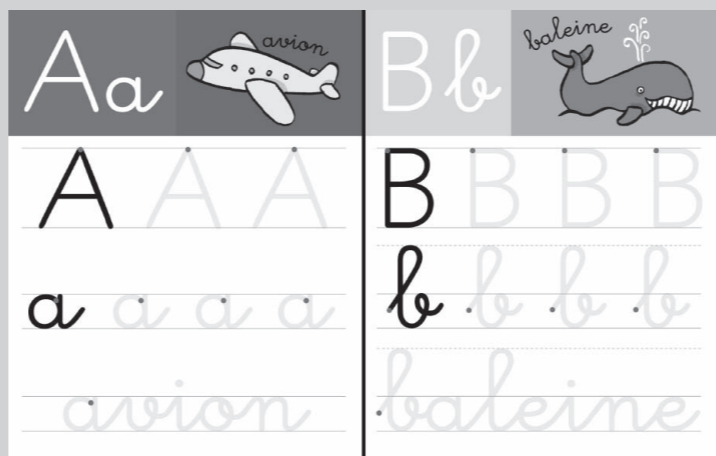 Aa
avion
A A A
a a a a
avion
Bb
baleine
B B B B
b b b b
baleine